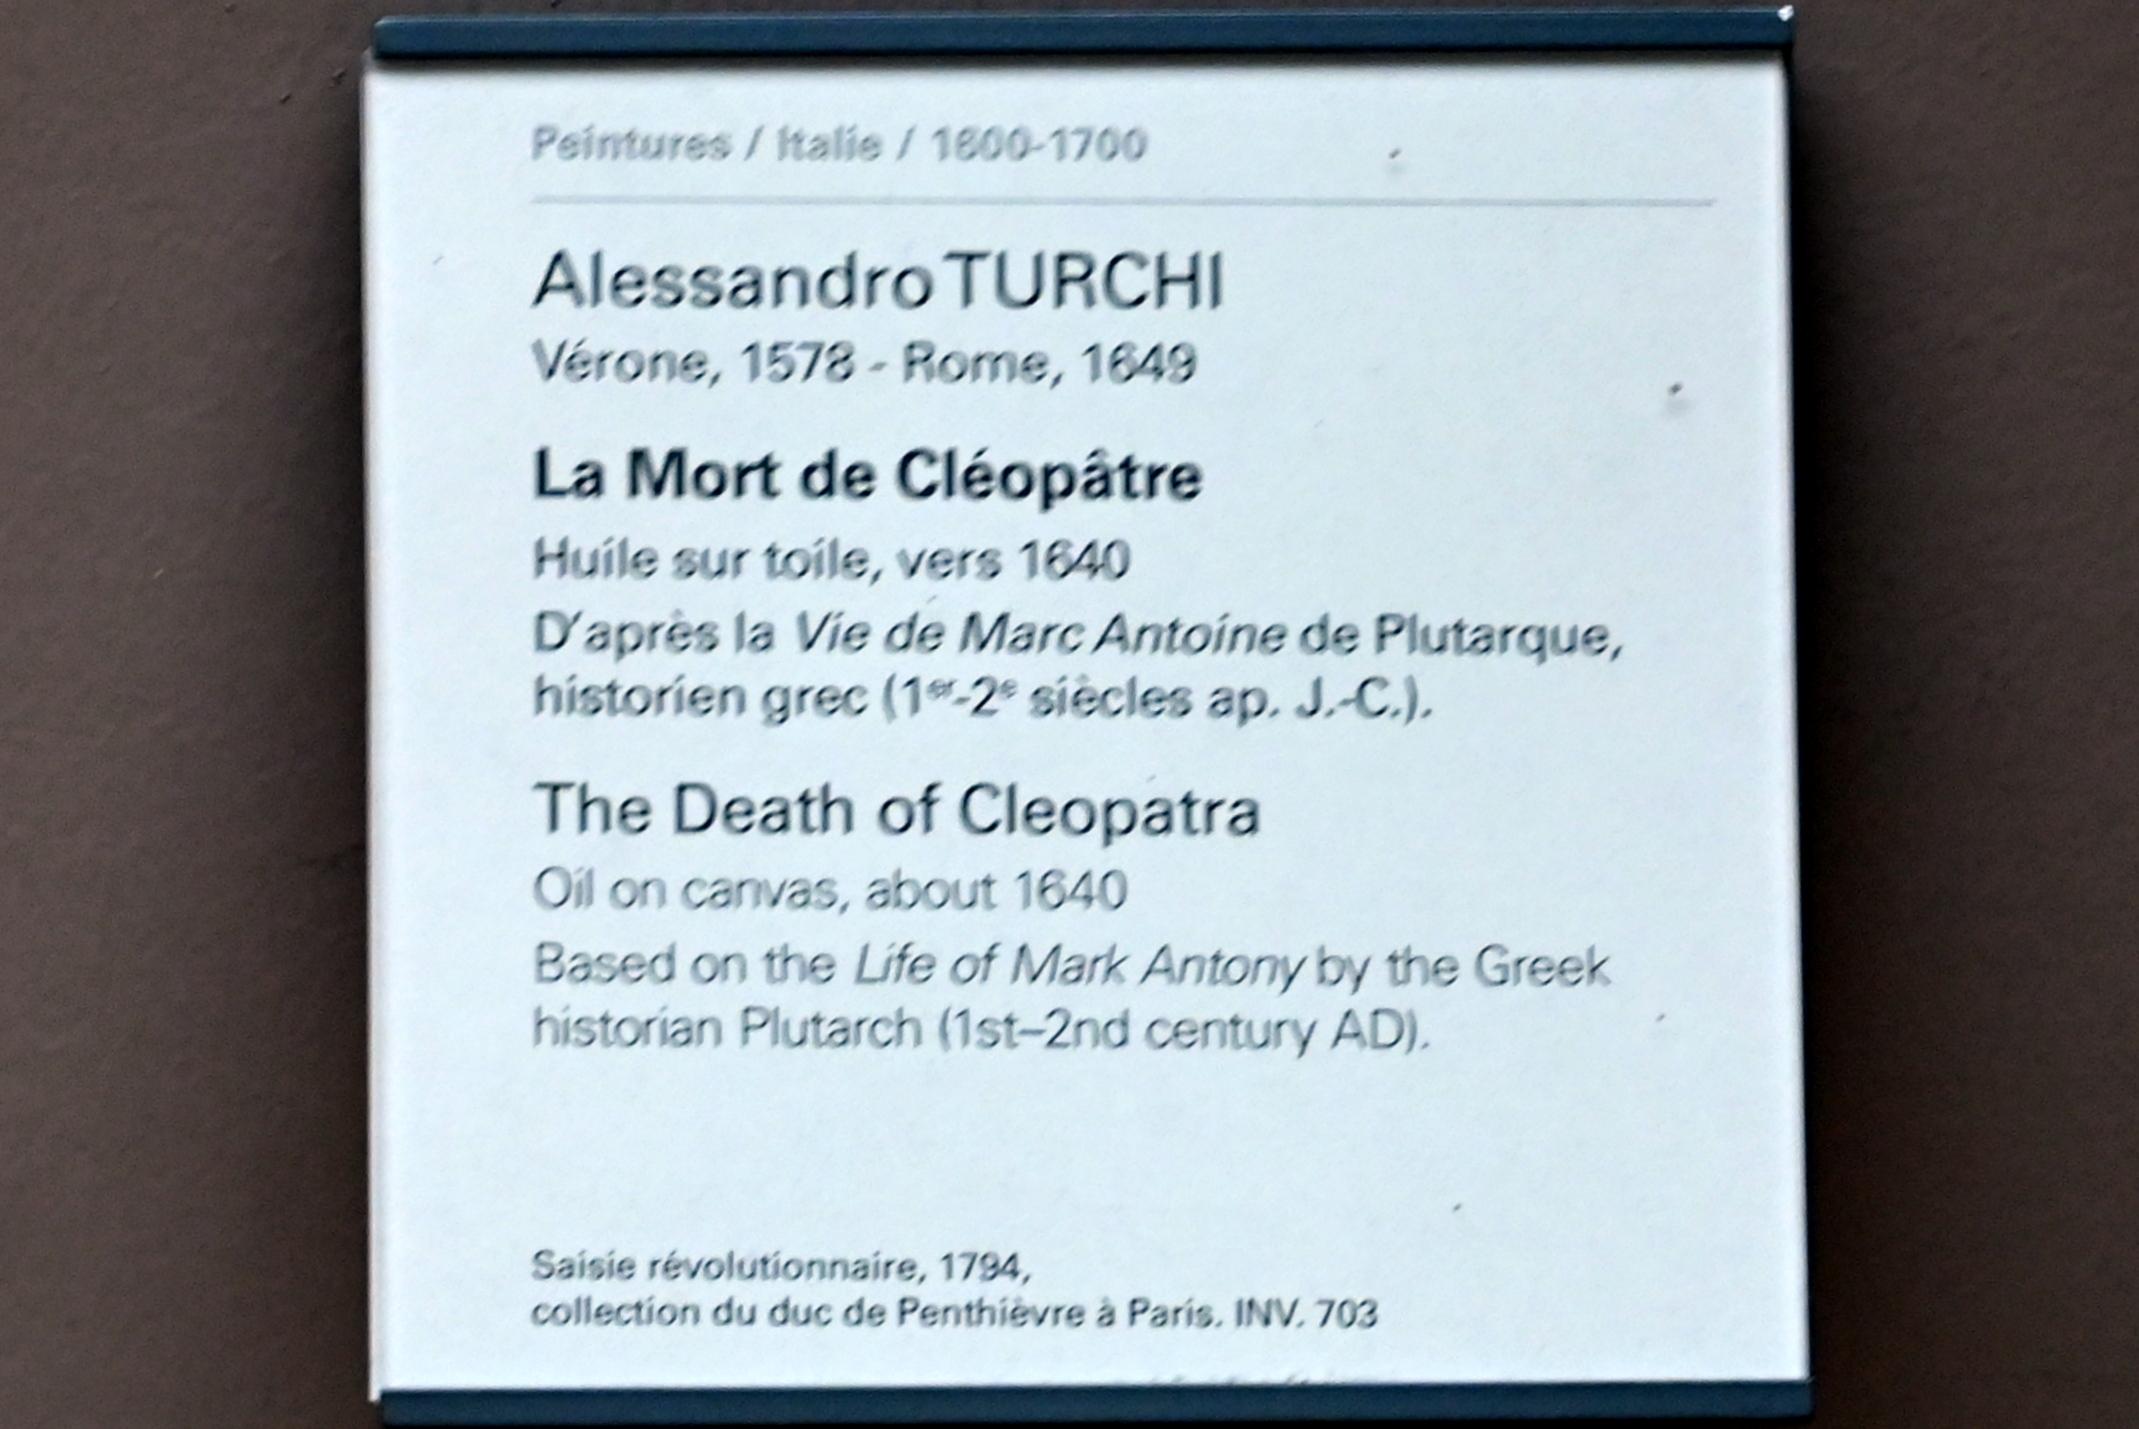 Peintures / Italie / 1600-1700
Alessandro TURCHI
Vérone, 1578 - Rome, 1649
La Mort de Cléopâtre
Huile sur toile, vers 1640
D'après la Vie de Marc Antoine de Plutarque,
historien grec (1er-2e siècles ap. J.-C.).
The Death of Cleopatra
Oil on canvas, about 1640
Based on the Life of Mark Antony by the Greek
historian Plutarch (1st–2nd century AD).
Saisie révolutionnaire, 1794,
collection du duc de Penthièvre à Paris. INV. 703